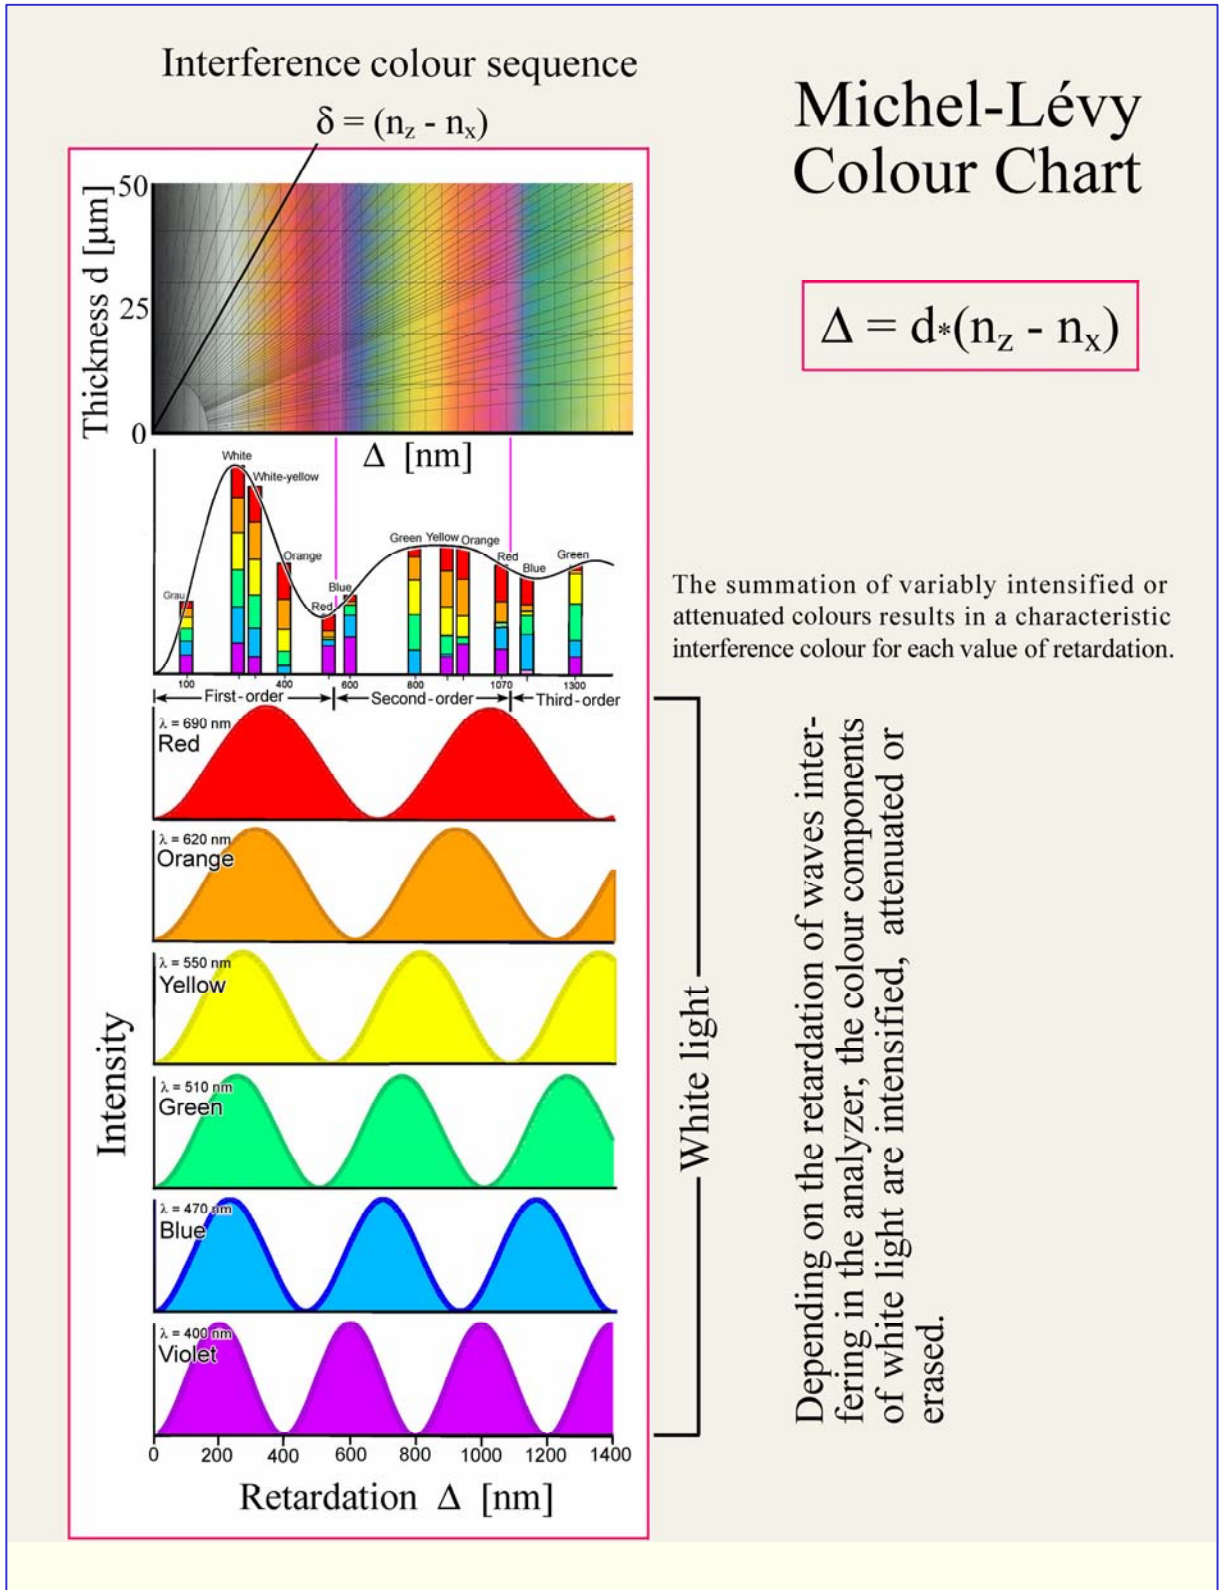 Interference colour sequence
δ = (nz - nx)
Michel-Lévy
Colour Chart
Δ = d*(nz - nx)
Thickness d [µm]
50
25
0
Δ [nm]
White
White-yellow
Orange
Grau
Red
Blue
Green Yellow Orange
Red
Blue
Green
100 400 600 800 1070 1300
First-order Second-order Third-order
The summation of variably intensified or
attenuated colours results in a characteristic
interference colour for each value of retardation.
λ = 690 nm
Red
λ = 620 nm
Orange
λ = 550 nm
Yellow
λ = 510 nm
Green
λ = 470 nm
Blue
λ = 400 nm
Violet
Intensity
0 200 400 600 800 1000 1200 1400
Retardation Δ [nm]
White light
Depending on the retardation of waves inter-
fering in the analyzer, the colour components
of white light are intensified, attenuated or
erased.